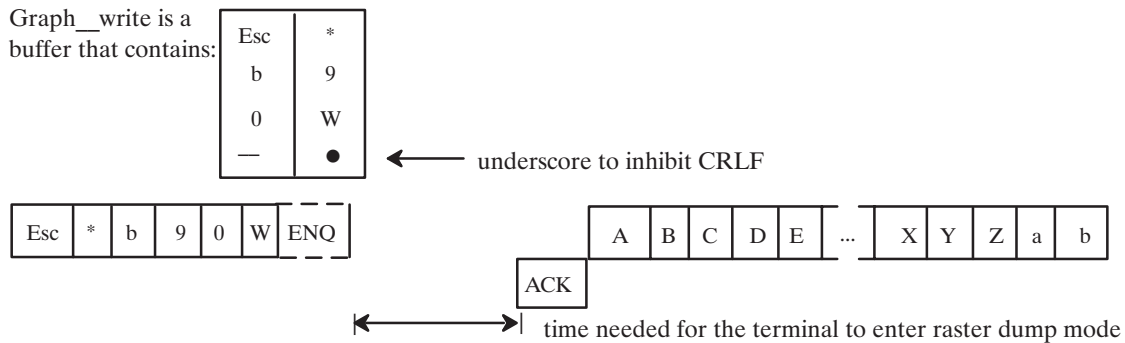 Graph__write is a
buffer that contains:
Esc *
b 9
0 W
— ●
underscore to inhibit CRLF
Esc * b 9 0 W ENQ
A B C D E ... X Y Z a b
ACK
time needed for the terminal to enter raster dump mode